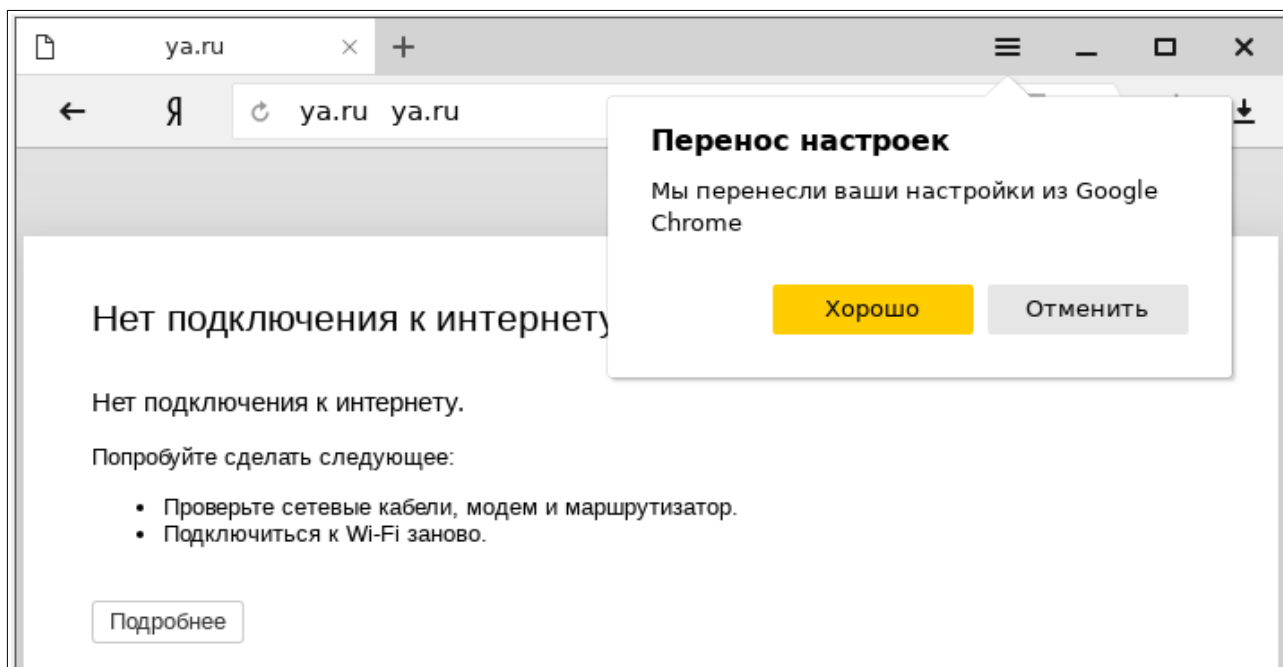 ya.ru
Я ya.ru ya.ru
Перенос настроек
Мы перенесли ваши настройки из Google
Chrome
Хорошо Отменить
Нет подключения к интернету
Нет подключения к интернету.
Попробуйте сделать следующее:
• Проверьте сетевые кабели, модем и маршрутизатор.
• Подключиться к Wi-Fi заново.
Подробнее